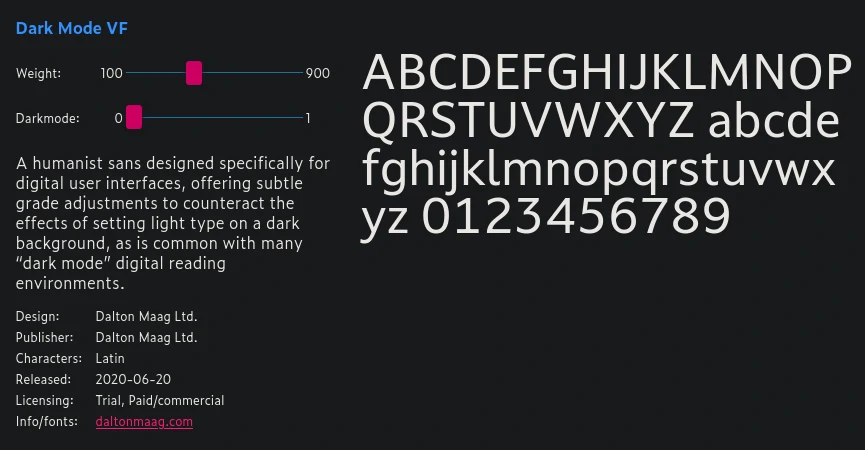 Dark Mode VF
Weight: 100 900
Darkmode: 0 1
A humanist sans designed specifically for
digital user interfaces, offering subtle
grade adjustments to counteract the
effects of setting light type on a dark
background, as is common with many
“dark mode” digital reading
environments.
Design: Dalton Maag Ltd.
Publisher: Dalton Maag Ltd.
Characters: Latin
Released: 2020-06-20
Licensing: Trial, Paid/commercial
Info/fonts: daltonmaag.com
ABCDEFGHIJKLMNOP
QRSTUVWXYZ abcde
fghijklmnopqrstuvwx
yz 0123456789